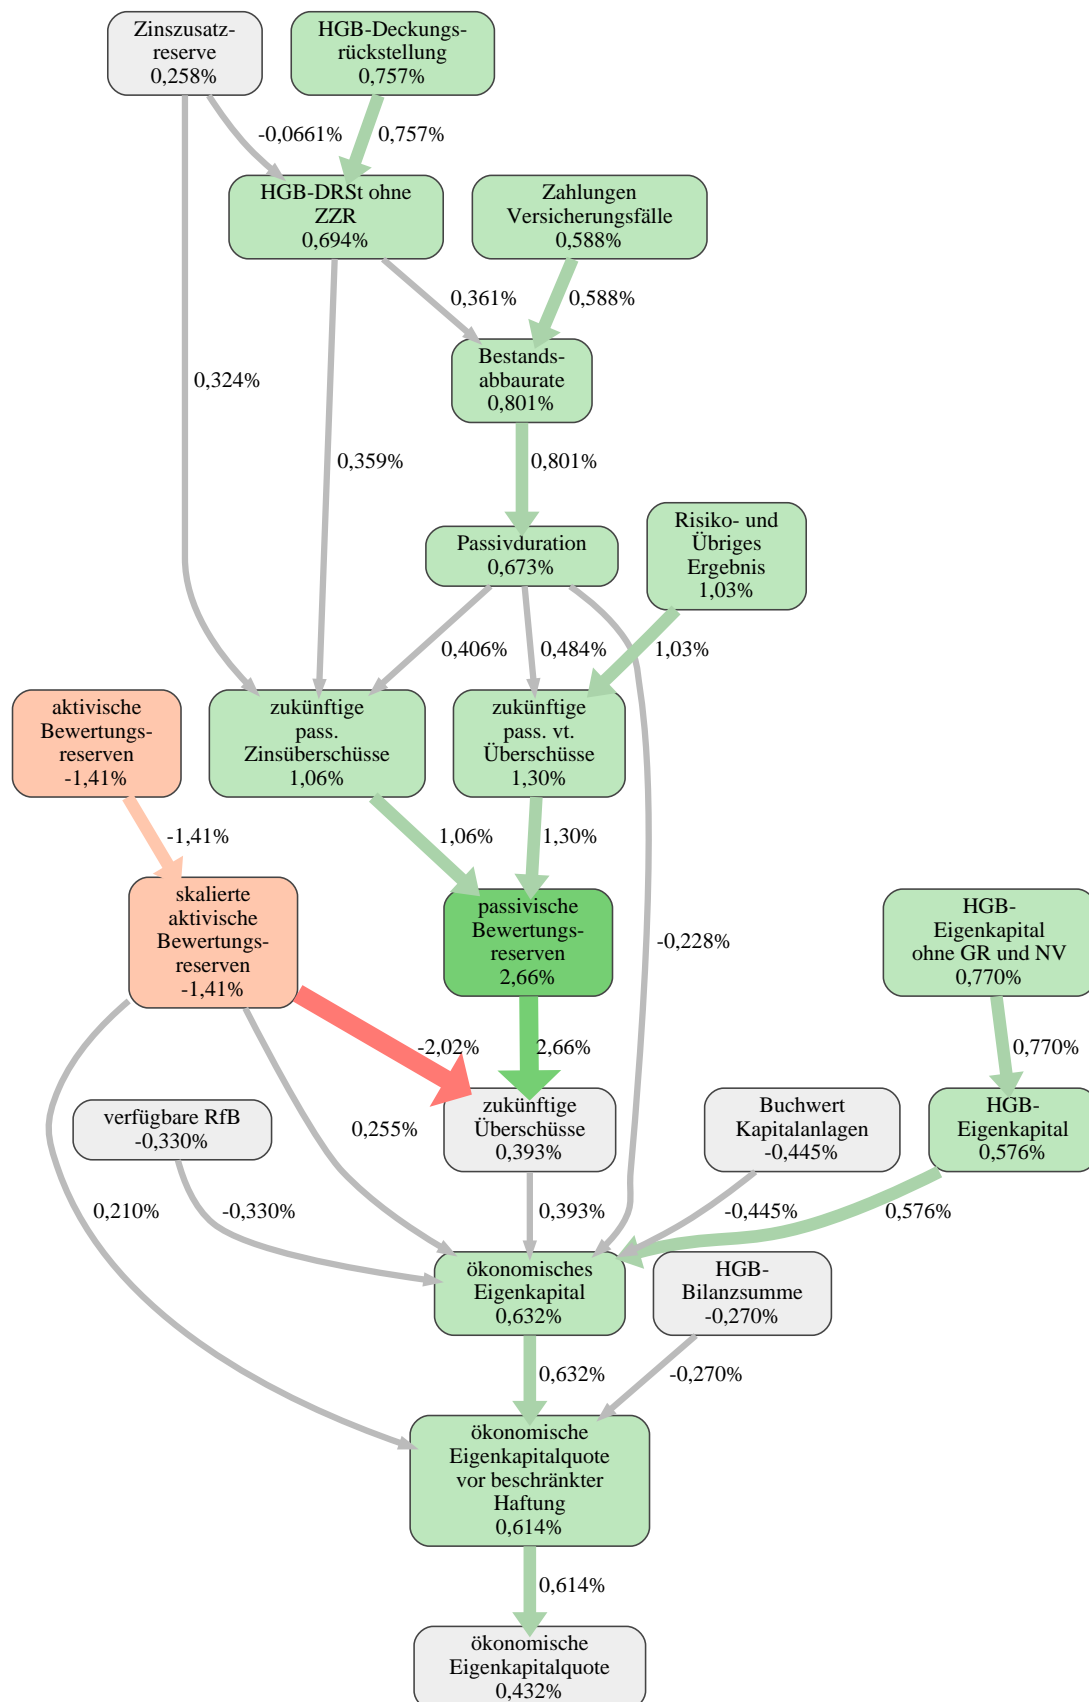 Zinszusatz-
reserve
0,258%
HGB-Deckungs-
rückstellung
0,757%
-0,0661%
0,757%
HGB-DRSt ohne
ZZR
0,694%
Zahlungen
Versicherungsfälle
0,588%
0,361%
0,588%
Bestands-
abbaurate
0,801%
0,324%
0,359%
0,801%
Passivduration
0,673%
Risiko- und
Übriges
Ergebnis
1,03%
0,406%
0,484%
1,03%
aktivische
Bewertungs-
reserven
-1,41%
zukünftige
pass.
Zinsüberschüsse
1,06%
zukünftige
pass. vt.
Überschüsse
1,30%
-1,41%
1,06%
1,30%
skalierte
aktivische
Bewertungs-
reserven
-1,41%
passivische
Bewertungs-
reserven
2,66%
-0,228%
HGB-
Eigenkapital
ohne GR und NV
0,770%
-2,02%
2,66%
0,770%
verfügbare RfB
-0,330%
0,255%
zukünftige
Überschüsse
0,393%
Buchwert
Kapitalanlagen
-0,445%
HGB-
Eigenkapital
0,576%
0,210%
-0,330%
0,393%
-0,445%
0,576%
ökonomisches
Eigenkapital
0,632%
HGB-
Bilanzsumme
-0,270%
0,632%
-0,270%
ökonomische
Eigenkapitalquote
vor beschränkter
Haftung
0,614%
0,614%
ökonomische
Eigenkapitalquote
0,432%